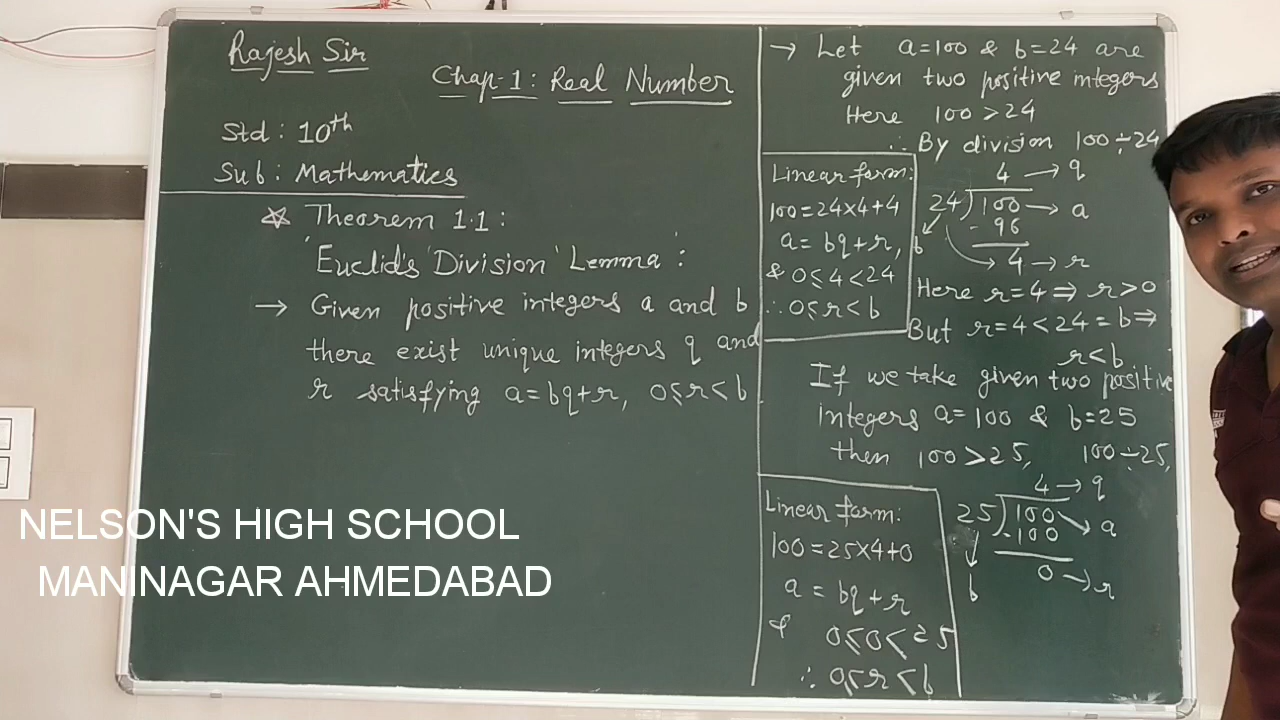 Rajesh Sir
Chap-1: Real Number
Std: 10th
Sub: Mathematics
☆ Theorem 1.1:
'Euclid's 'Division' Lemma':
→ Given positive integers a and b
there exist unique integers q and
r satisfying a=bq+r, 0≤r<b.
→ Let a=100 & b=24 are
given two positive integers
Here 100>24
∴ By division 100÷24
4 → q
24)100 → a
b
-96
4 → r
Linear form:
100=24×4+4
a=bq+r,
& 0≤4<24
∴ 0≤r<b
Here r=4 ⇒ r>0
But r=4<24=b ⇒
r<b
If we take given two positive
integers a=100 & b=25
then 100>25, 100÷25,
4 → q
25)100 → a
-100
b
0 → r
Linear form:
100=25×4+0
a=bq+r
& 0≤0<25
∴ 0≤r<b
NELSON'S HIGH SCHOOL
MANINAGAR AHMEDABAD